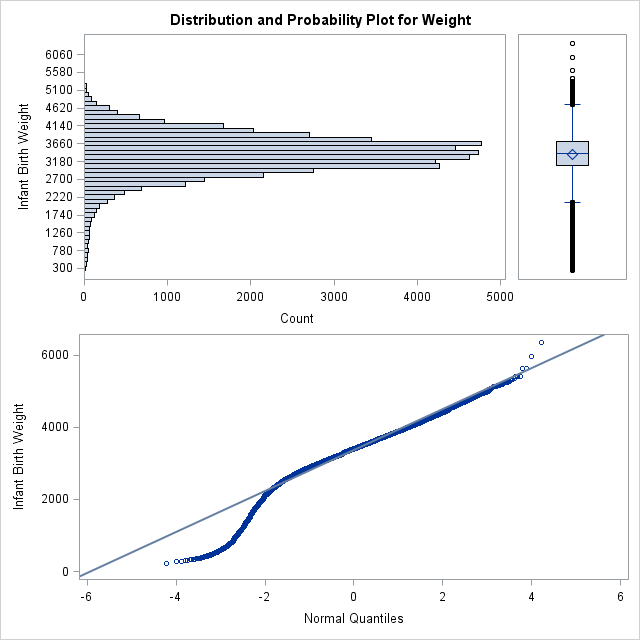 Distribution and Probability Plot for Weight
Infant Birth Weight
6060
5580
5100
4620
4140
3660
3180
2700
2220
1740
1260
780
300
0 1000 2000 3000 4000 5000
Count
Infant Birth Weight
6000
4000
2000
0
-6 -4 -2 0 2 4 6
Normal Quantiles